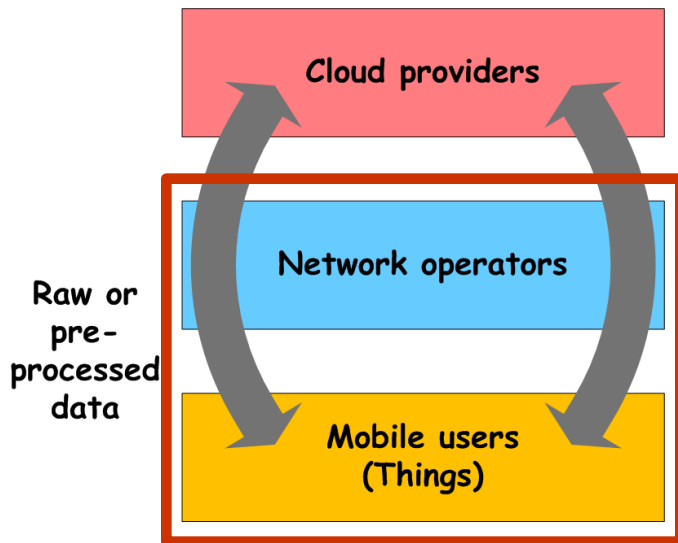 Cloud providers
Network operators
Raw or
pre-
processed
data
Mobile users
(Things)